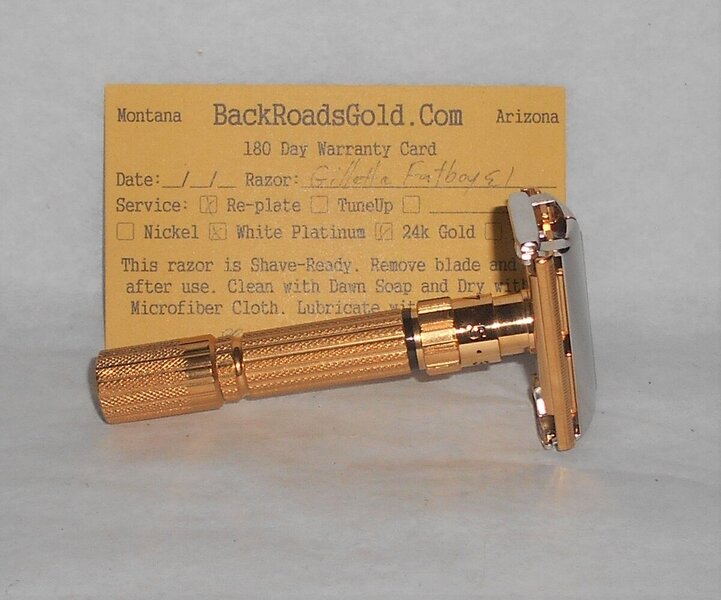 Montana BackRoadsGold.Com Arizona
180 Day Warranty Card
Date: / / Razor: Gillette Fatboy E1
Service: ☒ Re-plate ☐ TuneUp ☐
☐ Nickel ☒ White Platinum ☒ 24k Gold ☐
This razor is Shave-Ready. Remove blade and
after use. Clean with Dawn Soap and Dry with
Microfiber Cloth. Lubricate wit